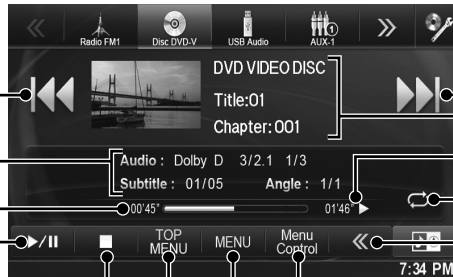 Radio FM1 Disc DVD-V USB Audio AUX-1
DVD VIDEO DISC
Title:01
Chapter:001
Audio : Dolby D 3/2.1 1/3
Subtitle : 01/05 Angle : 1/1
00'45" 01'46"
TOP MENU MENU Menu Control
7:34 PM